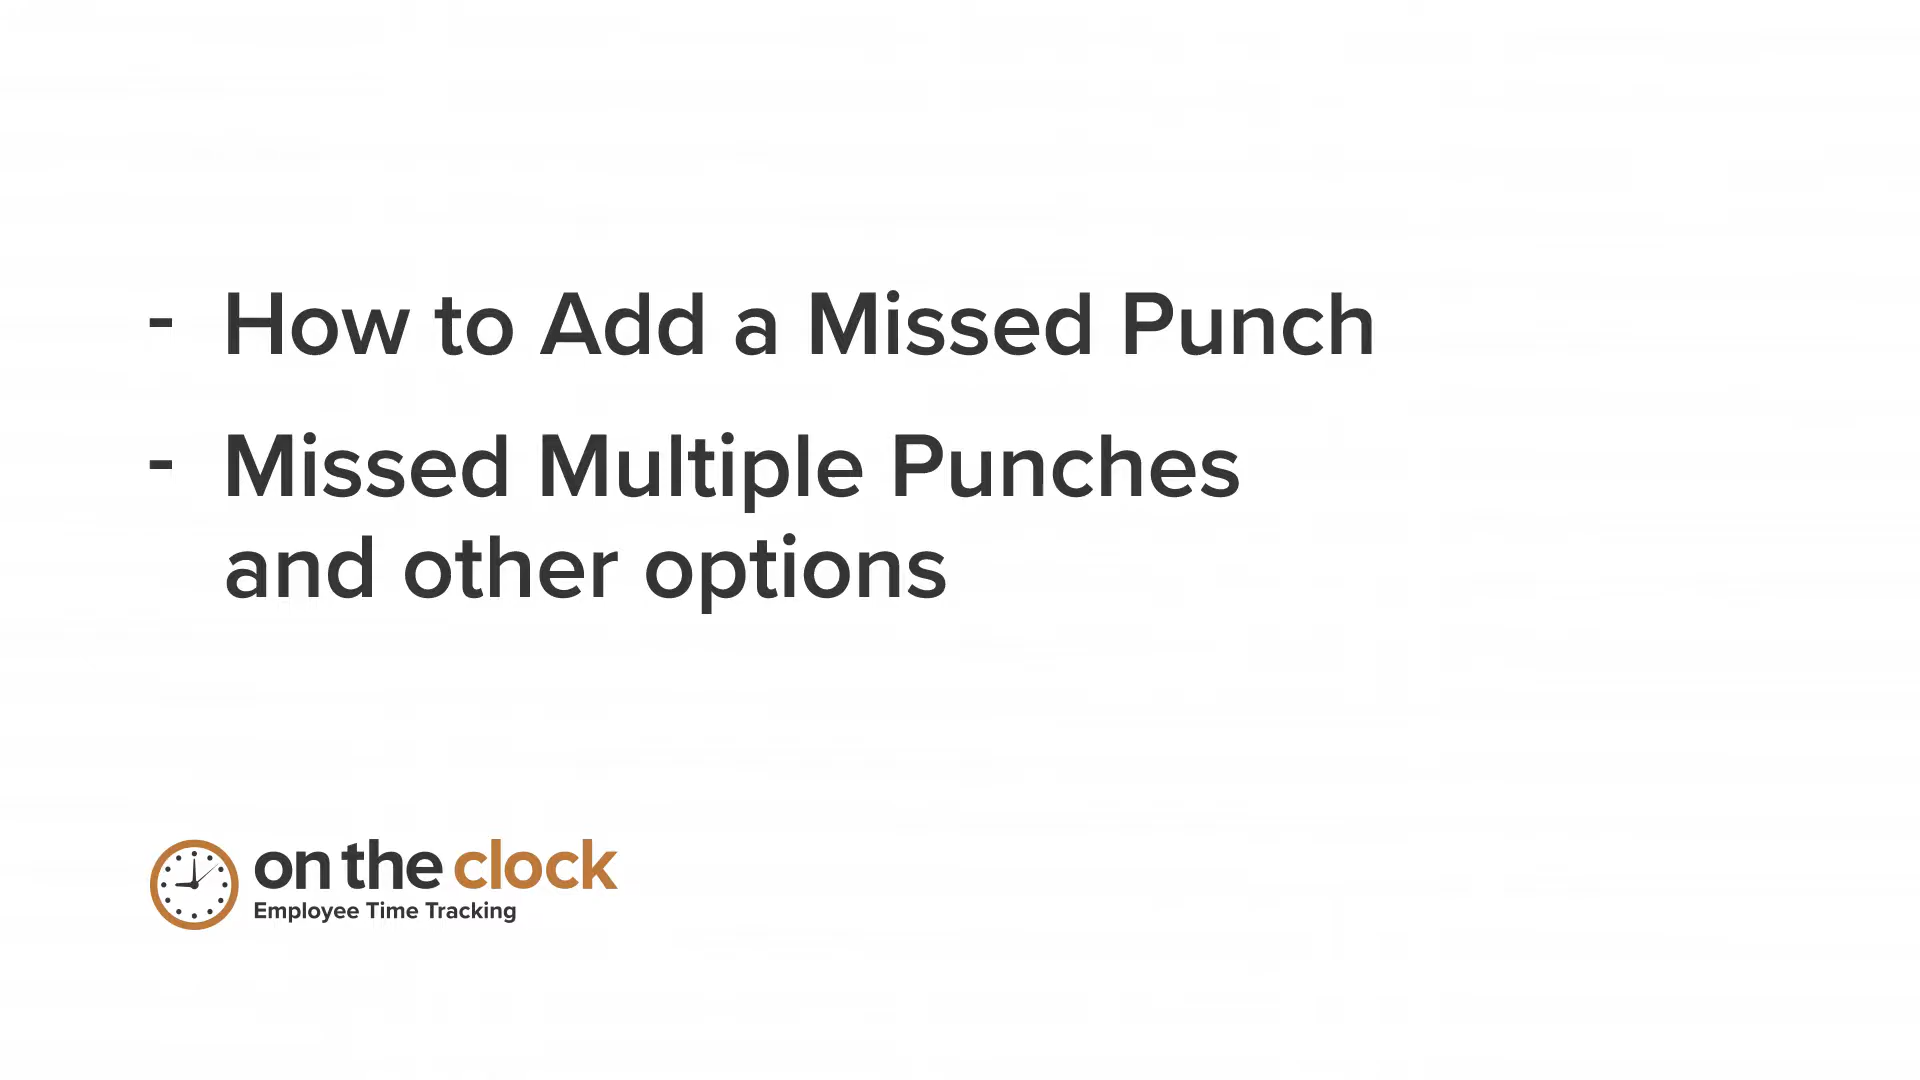 - How to Add a Missed Punch
- Missed Multiple Punches
and other options
on the clock
Employee Time Tracking